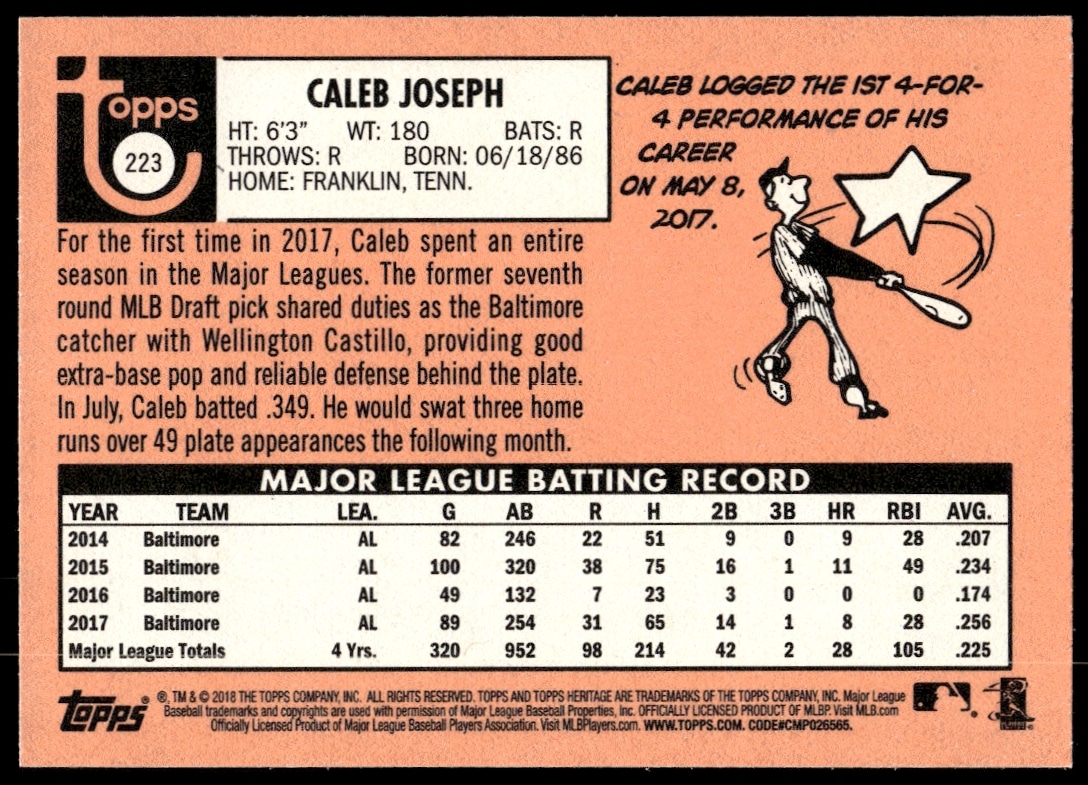 topps
223
CALEB JOSEPH
HT: 6'3" WT: 180 BATS: R
THROWS: R BORN: 06/18/86
HOME: FRANKLIN, TENN.
CALEB LOGGED THE 1ST 4-FOR-
4 PERFORMANCE OF HIS
CAREER
ON MAY 8,
2017.
For the first time in 2017, Caleb spent an entire
season in the Major Leagues. The former seventh
round MLB Draft pick shared duties as the Baltimore
catcher with Wellington Castillo, providing good
extra-base pop and reliable defense behind the plate.
In July, Caleb batted .349. He would swat three home
runs over 49 plate appearances the following month.
MAJOR LEAGUE BATTING RECORD
YEAR TEAM LEA. G AB R H 2B 3B HR RBI AVG.
2014 Baltimore AL 82 246 22 51 9 0 9 28 .207
2015 Baltimore AL 100 320 38 75 16 1 11 49 .234
2016 Baltimore AL 49 132 7 23 3 0 0 0 .174
2017 Baltimore AL 89 254 31 65 14 1 8 28 .256
Major League Totals 4 Yrs. 320 952 98 214 42 2 28 105 .225
TOPPS ®
®, TM & © 2018 THE TOPPS COMPANY, INC. ALL RIGHTS RESERVED. TOPPS AND TOPPS HERITAGE ARE TRADEMARKS OF THE TOPPS COMPANY, INC. Major League
Baseball trademarks and copyrights are used with permission of Major League Baseball Properties, Inc. OFFICIALLY LICENSED PRODUCT OF MLBP. Visit MLB.com
Officially Licensed Product of Major League Baseball Players Association. Visit MLBPlayers.com. WWW.TOPPS.COM. CODE#CMP026565.